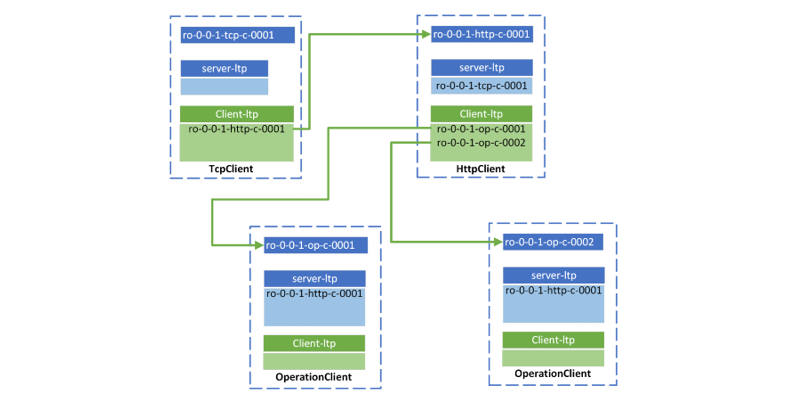 ro-0-0-1-tcp-c-0001
server-ltp
Client-ltp
ro-0-0-1-http-c-0001
TcpClient
ro-0-0-1-http-c-0001
server-ltp
ro-0-0-1-tcp-c-0001
Client-ltp
ro-0-0-1-op-c-0001
ro-0-0-1-op-c-0002
HttpClient
ro-0-0-1-op-c-0001
server-ltp
ro-0-0-1-http-c-0001
Client-ltp
OperationClient
ro-0-0-1-op-c-0002
server-ltp
ro-0-0-1-http-c-0001
Client-ltp
OperationClient